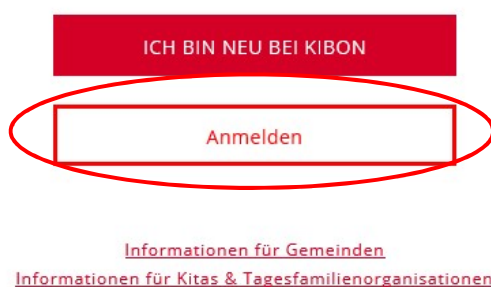 ICH BIN NEU BEI KIBON
Anmelden
Informationen für Gemeinden
Informationen für Kitas & Tagesfamilienorganisationen